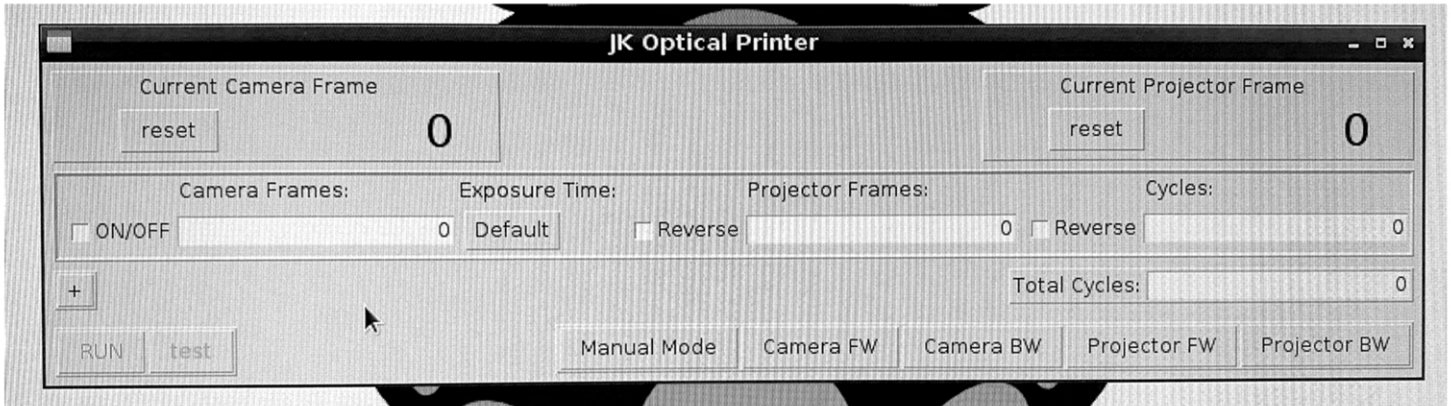 JK Optical Printer
Current Camera Frame
reset 0
Current Projector Frame
reset 0
Camera Frames: Exposure Time: Projector Frames: Cycles:
ON/OFF 0 Default Reverse 0 Reverse 0
+ Total Cycles: 0
RUN test Manual Mode Camera FW Camera BW Projector FW Projector BW